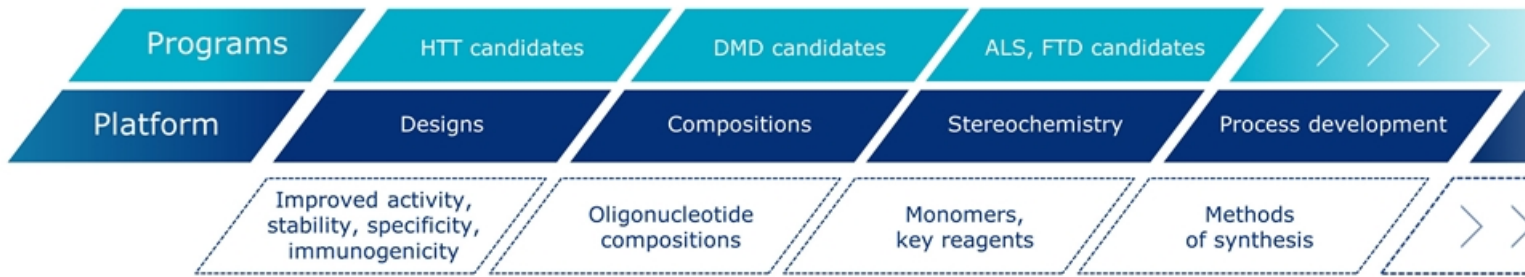 Programs
HTT candidates
DMD candidates
ALS, FTD candidates
Platform
Designs
Compositions
Stereochemistry
Process development
Improved activity,
stability, specificity,
immunogenicity
Oligonucleotide
compositions
Monomers,
key reagents
Methods
of synthesis